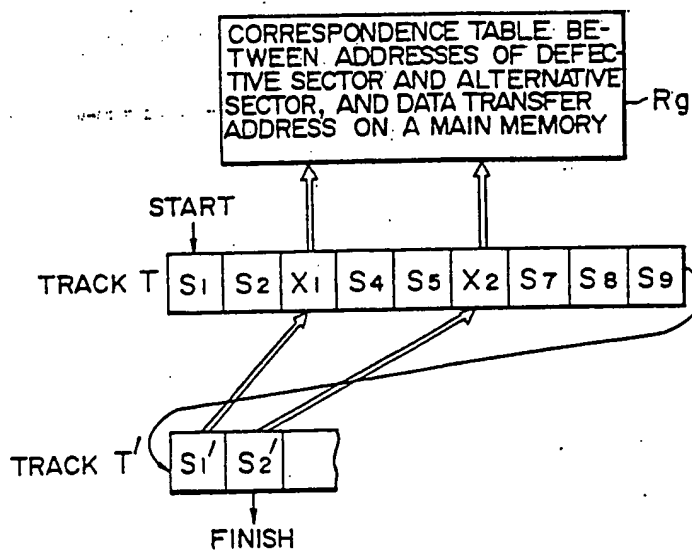 CORRESPONDENCE TABLE BE-
TWEEN ADDRESSES OF DEFEC-
TIVE SECTOR AND ALTERNATIVE
SECTOR, AND DATA TRANSFER
ADDRESS ON A MAIN MEMORY
Rg
START
TRACK T S1 S2 X1 S4 S5 X2 S7 S8 S9
TRACK T' S1' S2'
FINISH